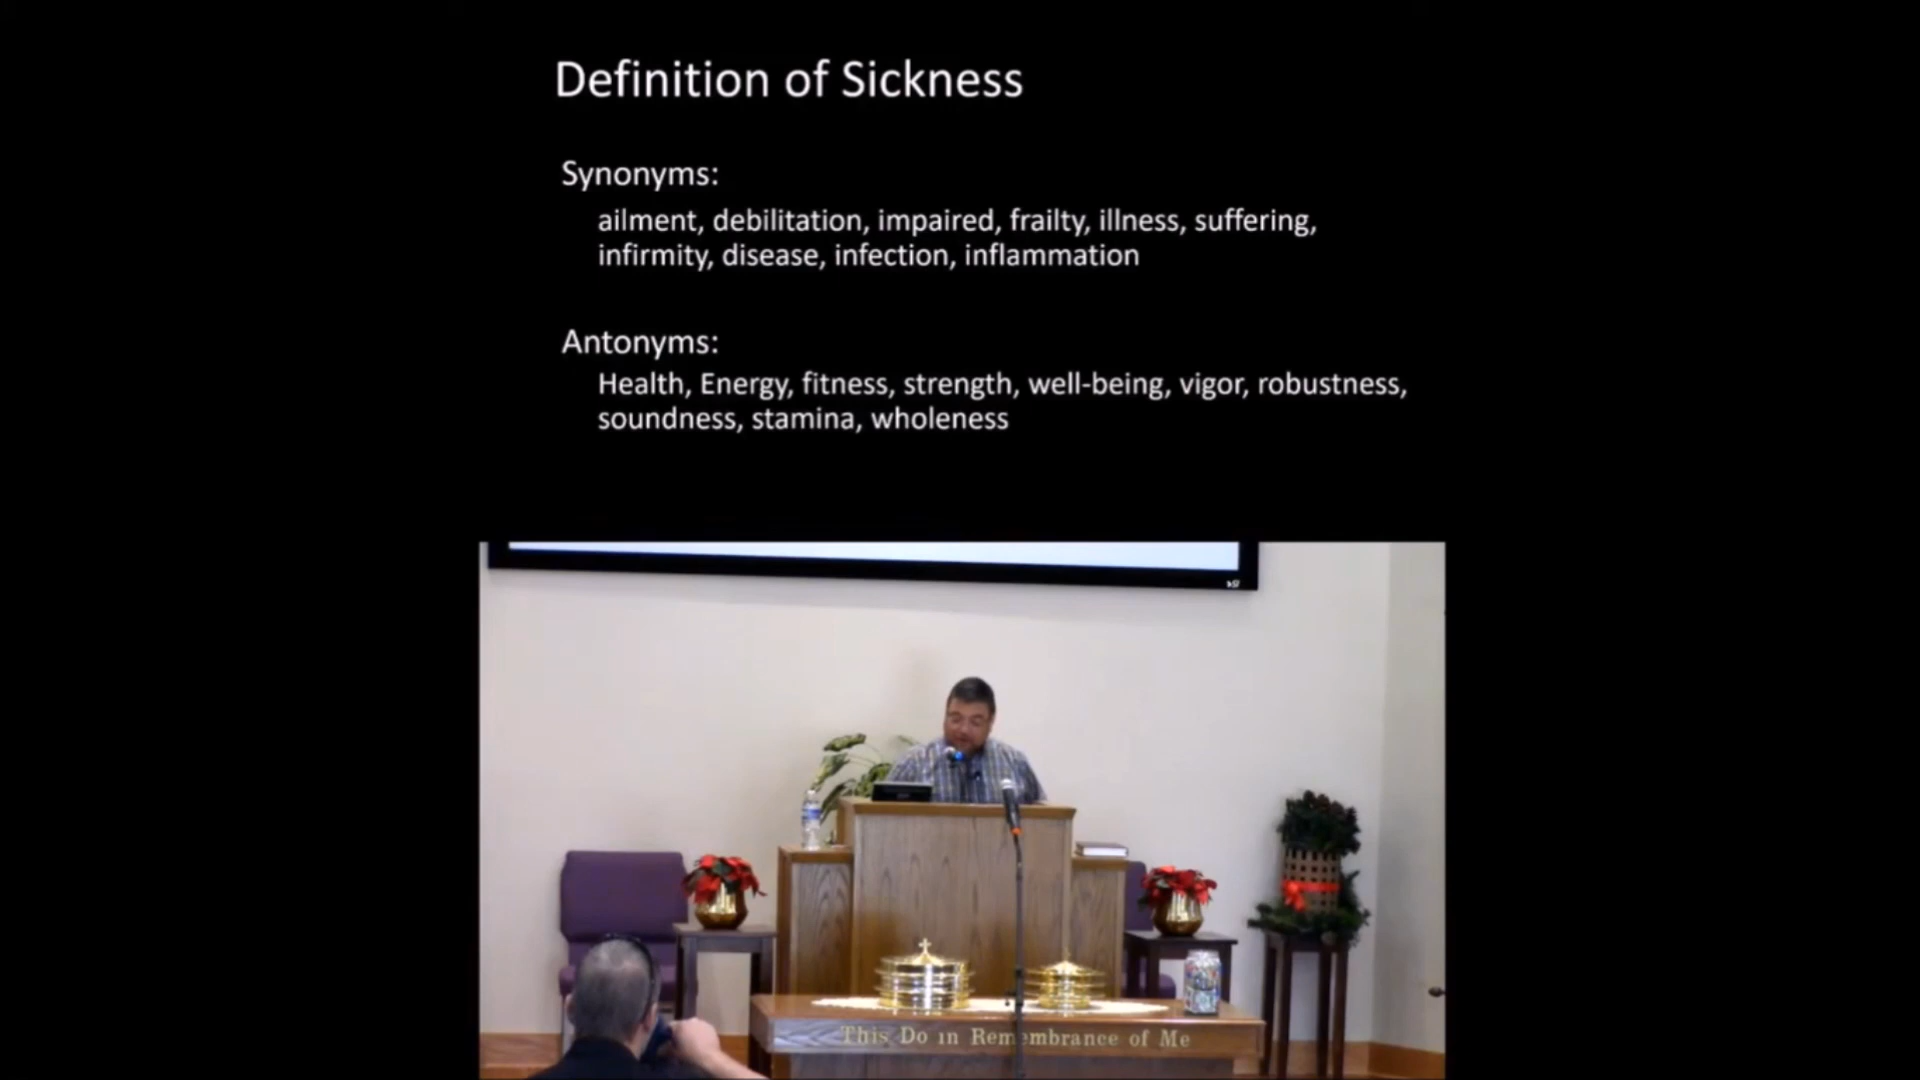 Definition of Sickness
Synonyms:
ailment, debilitation, impaired, frailty, illness, suffering,
infirmity, disease, infection, inflammation
Antonyms:
Health, Energy, fitness, strength, well-being, vigor, robustness,
soundness, stamina, wholeness
This Do in Remembrance of Me